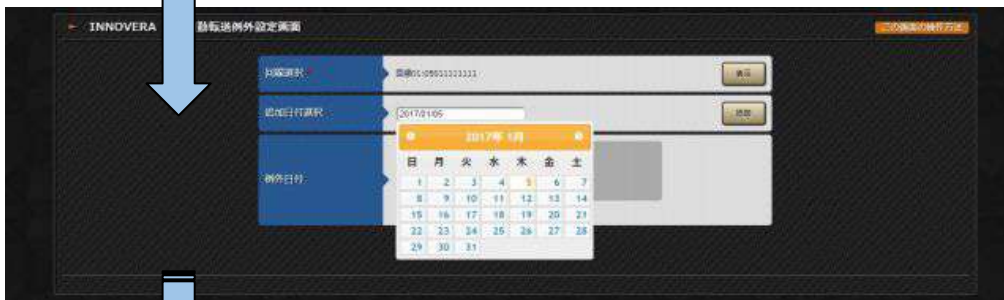 INNOVERA 動転送例外設定画面
この画面の操作方法
回線選択 *
回線01:05011111111
表示
追加日付選択
2017/01/05
追加
2017年 1月
日 月 火 水 木 金 土
1 2 3 4 5 6 7
例外日付
8 9 10 11 12 13 14
15 16 17 18 19 20 21
22 23 24 25 26 27 28
29 30 31